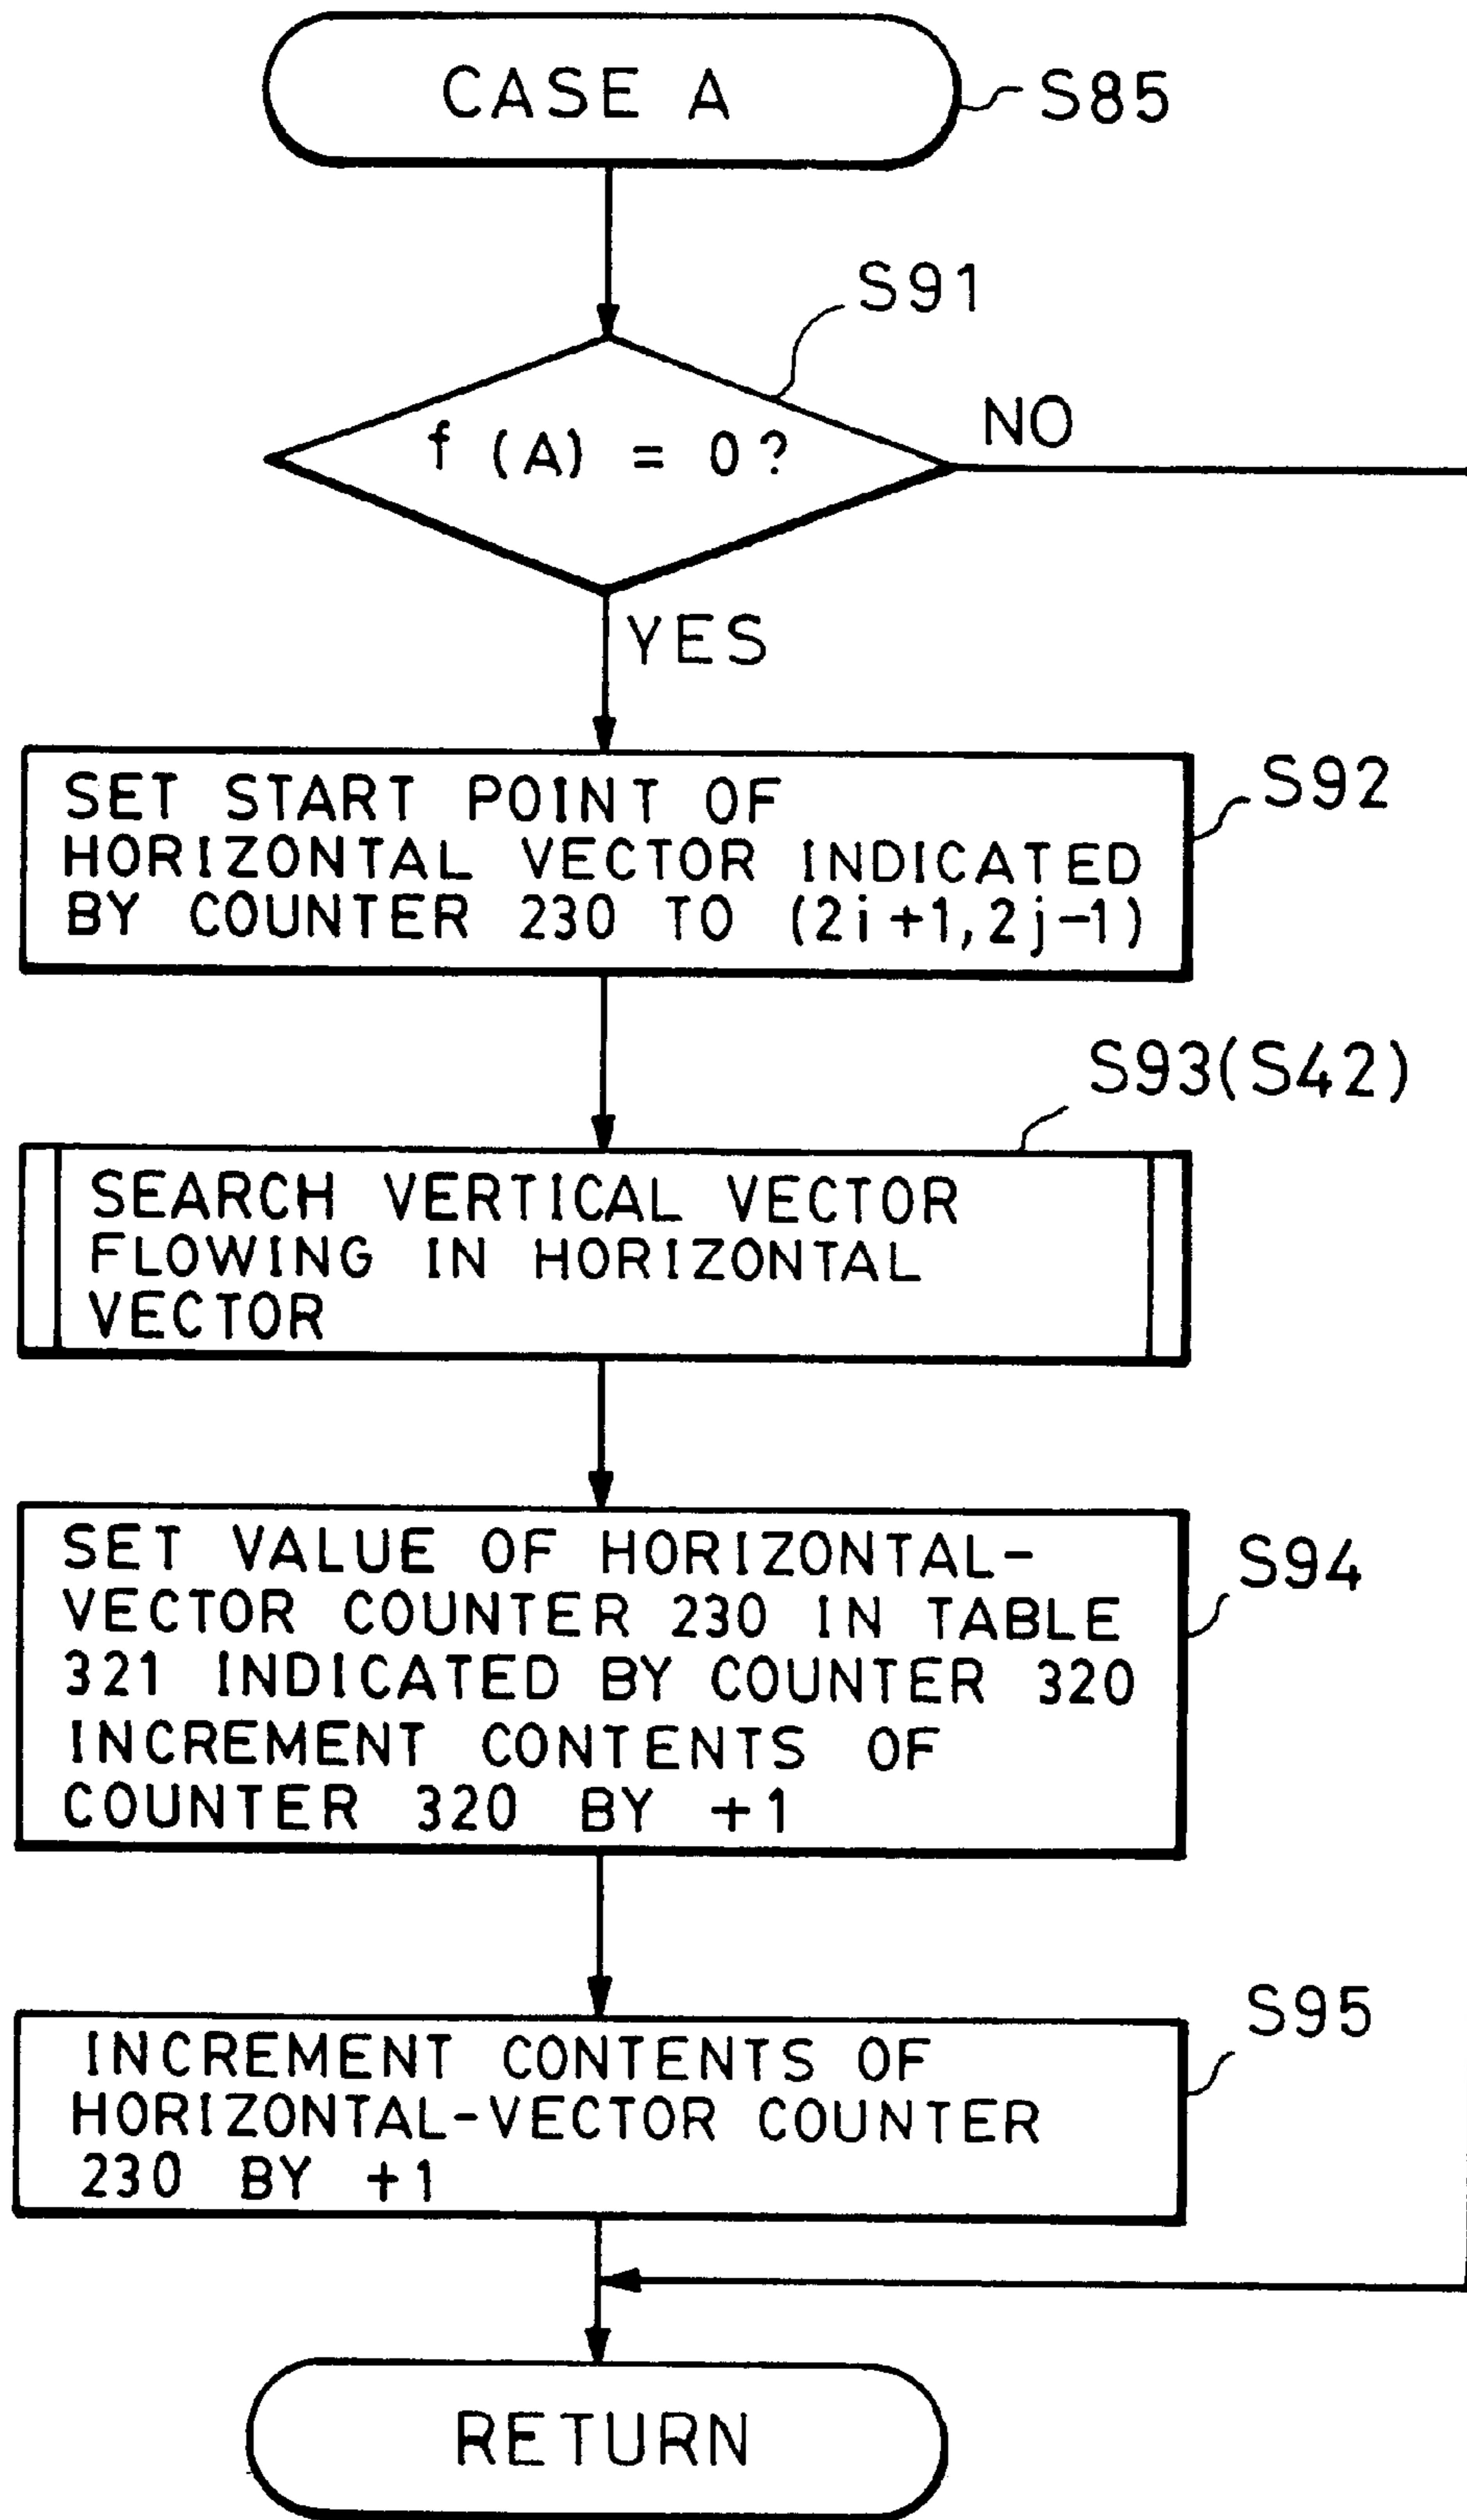 CASE A
S85
S91
f (A) = 0?
NO
YES
S92
SET START POINT OF
HORIZONTAL VECTOR INDICATED
BY COUNTER 230 TO (2i+1,2j-1)
S93(S42)
SEARCH VERTICAL VECTOR
FLOWING IN HORIZONTAL
VECTOR
S94
SET VALUE OF HORIZONTAL-
VECTOR COUNTER 230 IN TABLE
321 INDICATED BY COUNTER 320
INCREMENT CONTENTS OF
COUNTER 320 BY +1
S95
INCREMENT CONTENTS OF
HORIZONTAL-VECTOR COUNTER
230 BY +1
RETURN